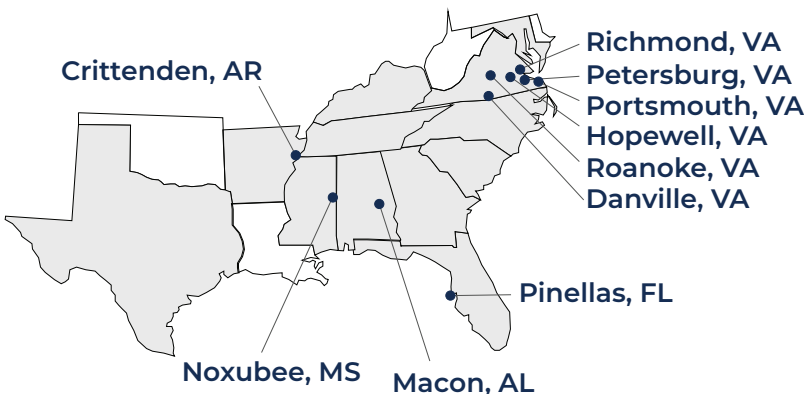 Richmond, VA
Crittenden, AR
Petersburg, VA
Portsmouth, VA
Hopewell, VA
Roanoke, VA
Danville, VA
Pinellas, FL
Noxubee, MS
Macon, AL